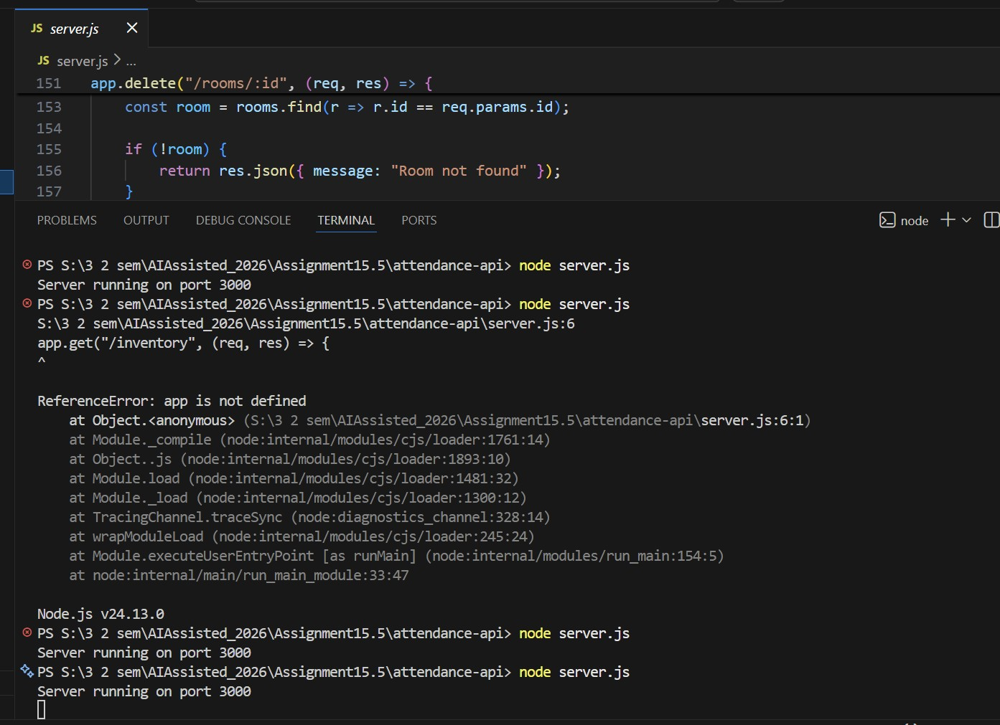 JS server.js ✕
JS server.js > ...
151 app.delete("/rooms/:id", (req, res) => {
153 const room = rooms.find(r => r.id == req.params.id);
154
155 if (!room) {
156 return res.json({ message: "Room not found" });
157 }
PROBLEMS OUTPUT DEBUG CONSOLE TERMINAL PORTS node
PS S:\3 2 sem\AIAssisted_2026\Assignment15.5\attendance-api> node server.js
Server running on port 3000
PS S:\3 2 sem\AIAssisted_2026\Assignment15.5\attendance-api> node server.js
S:\3 2 sem\AIAssisted_2026\Assignment15.5\attendance-api\server.js:6
app.get("/inventory", (req, res) => {
^
ReferenceError: app is not defined
at Object.<anonymous> (S:\3 2 sem\AIAssisted_2026\Assignment15.5\attendance-api\server.js:6:1)
at Module._compile (node:internal/modules/cjs/loader:1761:14)
at Object..js (node:internal/modules/cjs/loader:1893:10)
at Module.load (node:internal/modules/cjs/loader:1481:32)
at Module._load (node:internal/modules/cjs/loader:1300:12)
at TracingChannel.traceSync (node:diagnostics_channel:328:14)
at wrapModuleLoad (node:internal/modules/cjs/loader:245:24)
at Module.executeUserEntryPoint [as runMain] (node:internal/modules/run_main:154:5)
at node:internal/main/run_main_module:33:47
Node.js v24.13.0
PS S:\3 2 sem\AIAssisted_2026\Assignment15.5\attendance-api> node server.js
Server running on port 3000
PS S:\3 2 sem\AIAssisted_2026\Assignment15.5\attendance-api> node server.js
Server running on port 3000